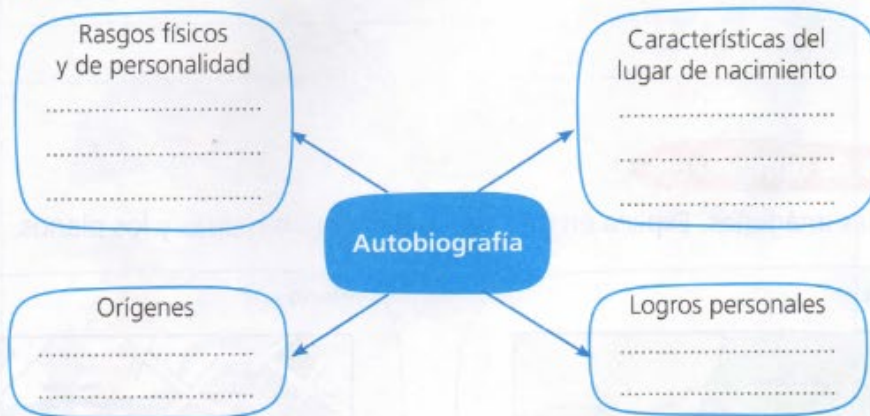 Rasgos físicos
y de personalidad
Características del
lugar de nacimiento
Autobiografía
Orígenes
Logros personales